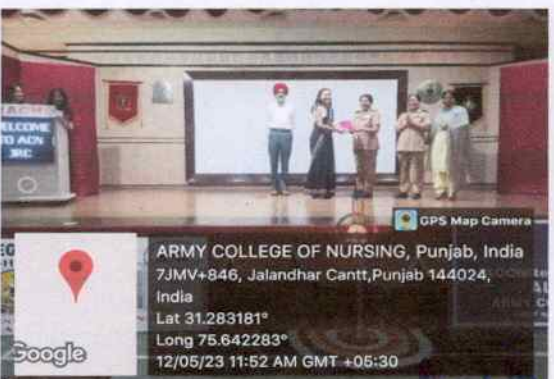 WELCOME
TO ACN
JRC
GPS Map Camera
ARMY COLLEGE OF NURSING, Punjab, India
7JMV+846, Jalandhar Cantt,Punjab 144024,
India
Lat 31.283181°
Long 75.642283°
12/05/23 11:52 AM GMT +05:30
Google